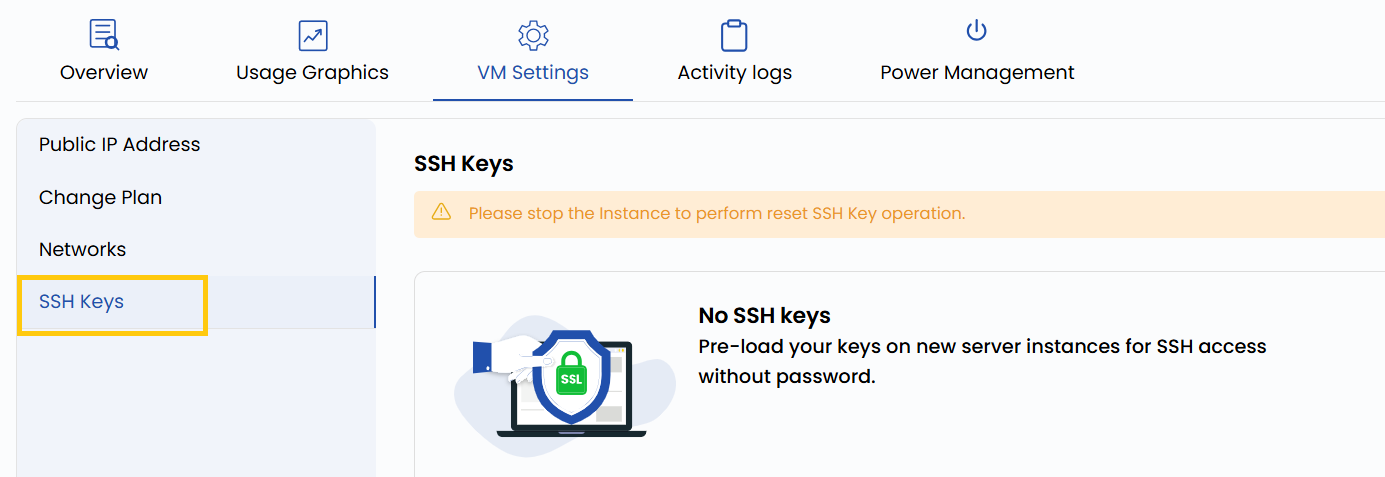 Overview
Usage Graphics
VM Settings
Activity logs
Power Management
Public IP Address
Change Plan
Networks
SSH Keys
SSH Keys
Please stop the Instance to perform reset SSH Key operation.
SSL
No SSH keys
Pre-load your keys on new server instances for SSH access
without password.